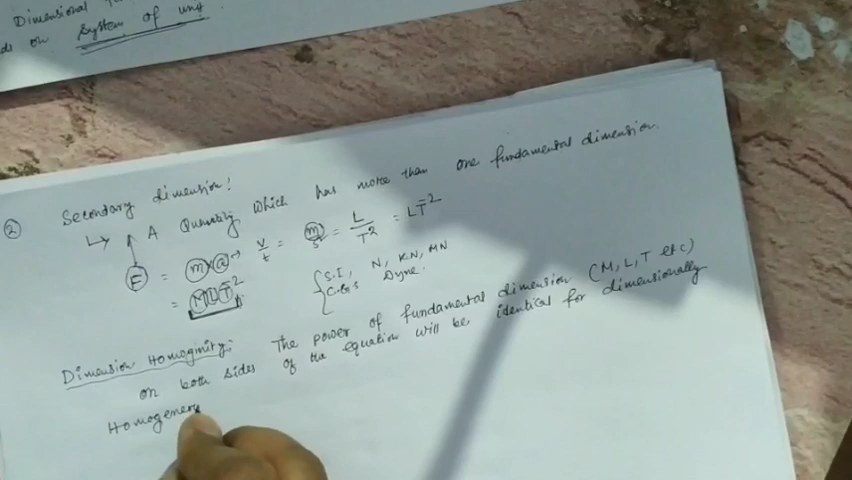 Dimensional
on System of unit
② Secondary dimension:
↳ A Quantity which has more than one fundamental dimension.
F = m × a → v/t = m/s² = L/T² = LT⁻²
= MLT⁻²
{ S.I, N, KN, MN
C.G.S Dyne.
Dimension Homoginity: The power of fundamental dimension (M, L, T etc)
on both sides of the equation will be identical for dimensionally
Homogener